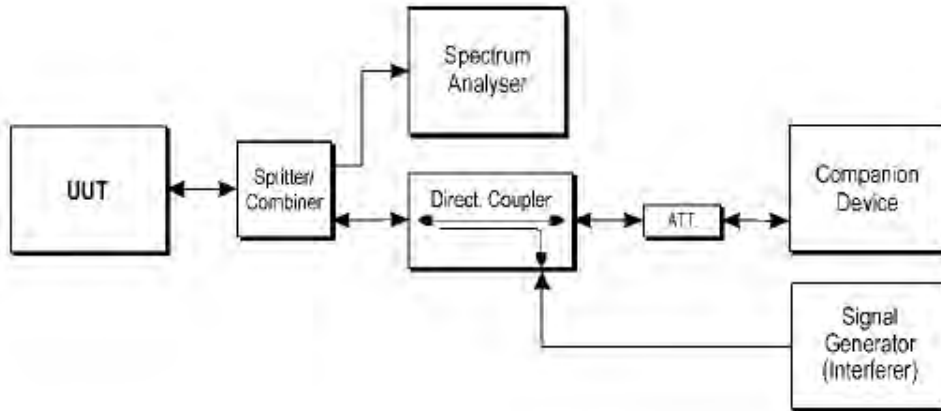 Spectrum
Analyser
UUT
Splitter/
Combiner
Direct. Coupler
ATT.
Companion
Device
Signal
Generator
(Interferer)